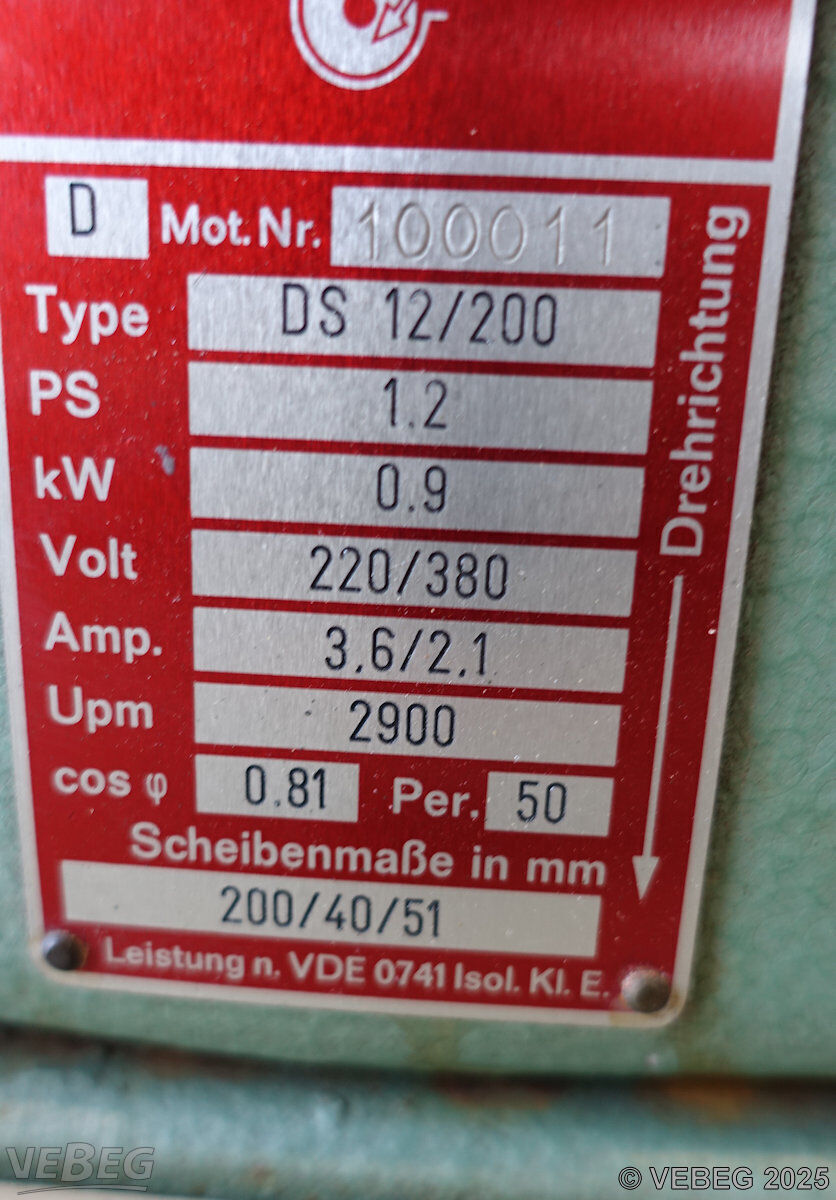 D Mot.Nr. 100011
Type DS 12/200
PS 1.2
kW 0.9
Volt 220/380
Amp. 3.6/2.1
Upm 2900
cos φ 0.81 Per. 50
Scheibenmaße in mm
200/40/51
Leistung n. VDE 0741 Isol. Kl. E.
Drehrichtung
VEBEG
© VEBEG 2025